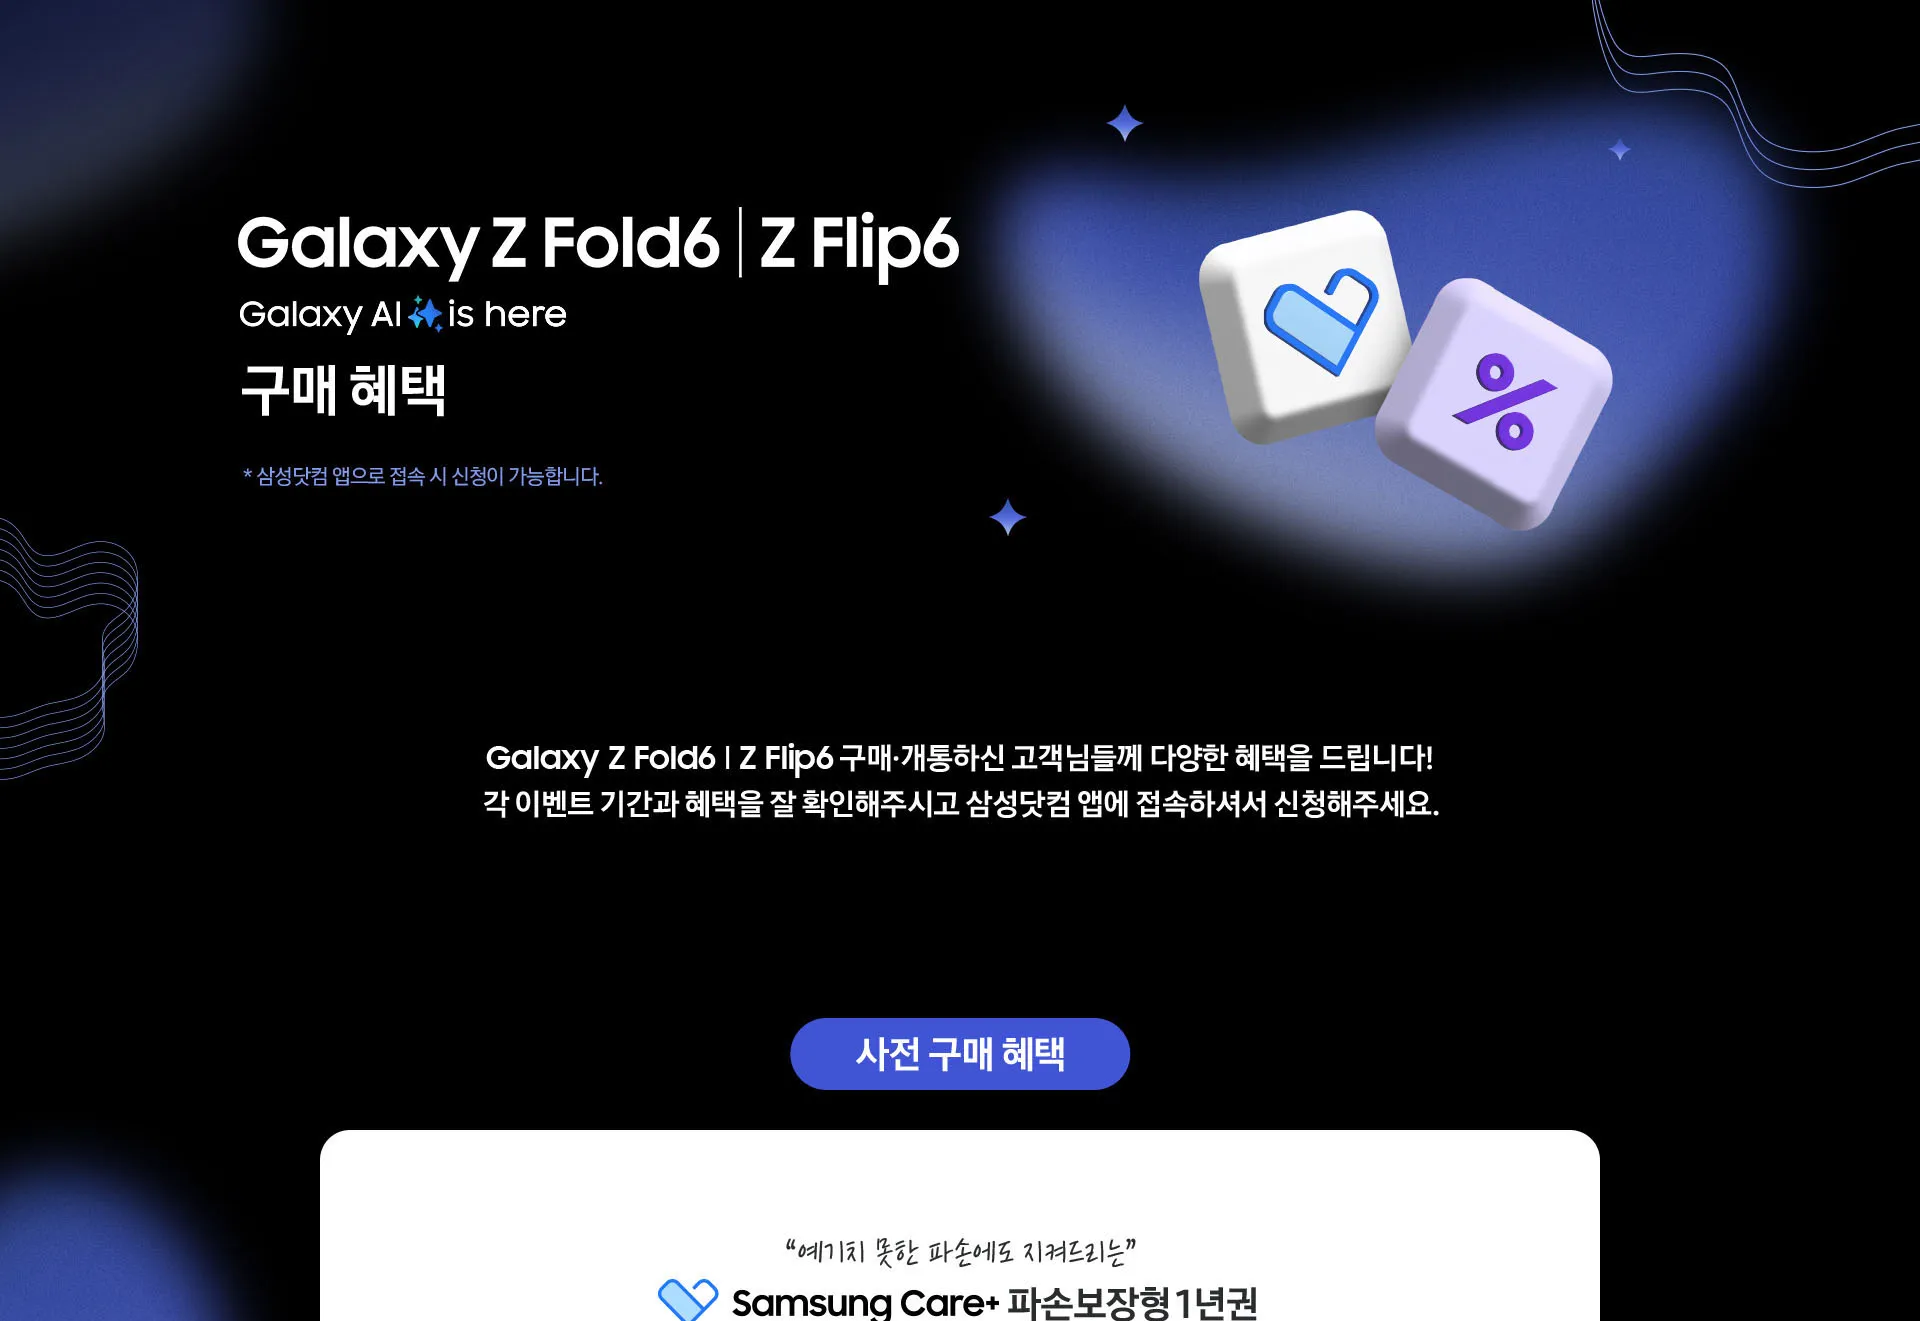 Galaxy Z Fold6 | Z Flip6
Galaxy AI is here
구매 혜택
* 삼성닷컴 앱으로 접속 시 신청이 가능합니다.
Galaxy Z Fold6 | Z Flip6 구매·개통하신 고객님들께 다양한 혜택을 드립니다!
각 이벤트 기간과 혜택을 잘 확인해주시고 삼성닷컴 앱에 접속하셔서 신청해주세요.
사전 구매 혜택
“예기치 못한 파손에도 지켜드리는”
Samsung Care+ 파손보장형 1년권